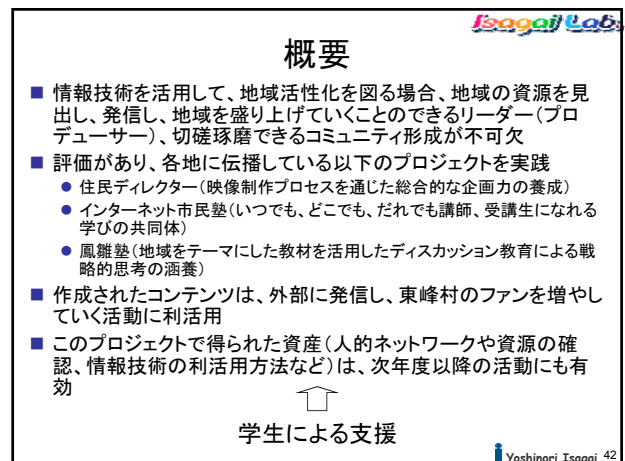 Isagai Lab.
概要
■ 情報技術を活用して、地域活性化を図る場合、地域の資源を見
出し、発信し、地域を盛り上げていくことのできるリーダー(プロ
デューサー)、切磋琢磨できるコミュニティ形成が不可欠
■ 評価があり、各地に伝播している以下のプロジェクトを実践
● 住民ディレクター(映像制作プロセスを通じた総合的な企画力の養成)
● インターネット市民塾(いつでも、どこでも、だれでも講師、受講生になれる
学びの共同体)
● 鳳雛塾(地域をテーマにした教材を活用したディスカッション教育による戦
略的思考の涵養)
■ 作成されたコンテンツは、外部に発信し、東峰村のファンを増やし
ていく活動に利活用
■ このプロジェクトで得られた資産(人的ネットワークや資源の確
認、情報技術の利活用方法など)は、次年度以降の活動にも有
効
学生による支援
Yoshinori Isagai 42